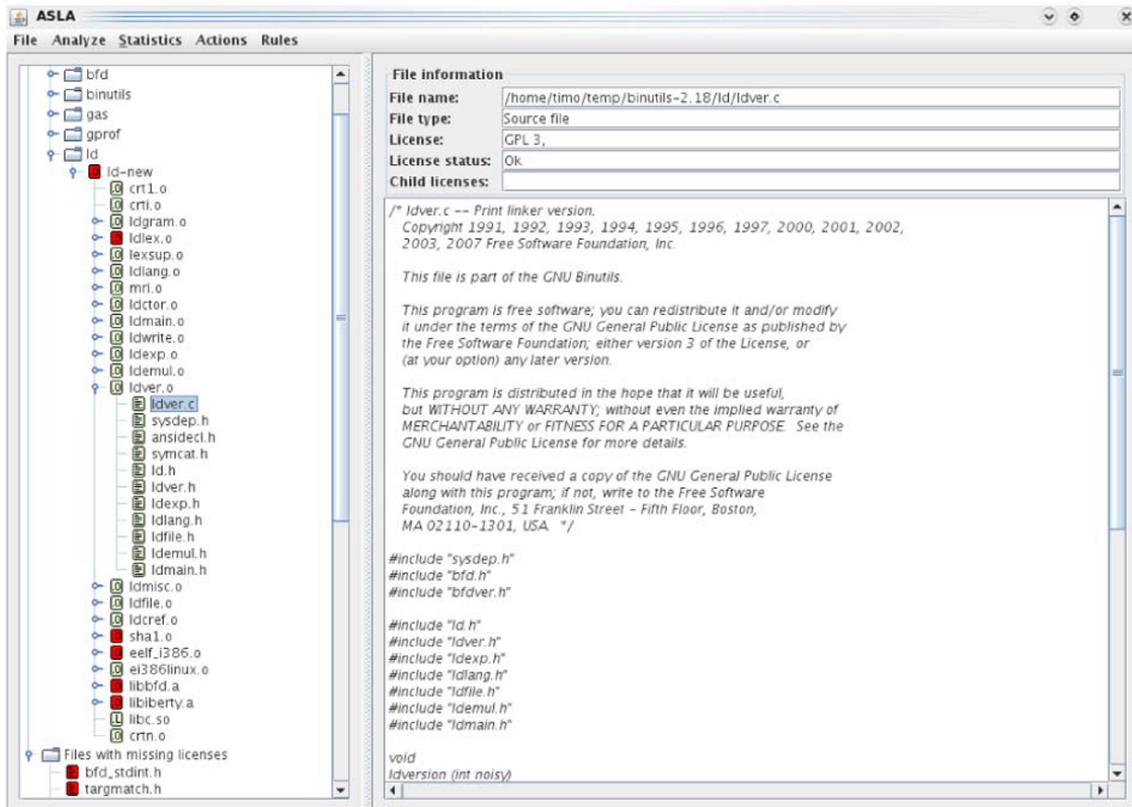 ASLA
File Analyze Statistics Actions Rules
bfd
binutils
gas
gprof
ld
ld-new
crt1.o
crti.o
ldgram.o
ldlex.o
lexsup.o
ldlang.o
mri.o
ldctor.o
ldmain.o
ldwrite.o
ldexp.o
ldemul.o
ldver.o
ldver.c
sysdep.h
ansidecl.h
symcat.h
ld.h
ldver.h
ldexp.h
ldlang.h
ldfile.h
ldemul.h
ldmain.h
ldmisc.o
ldfile.o
ldcref.o
sha1.o
eelf_i386.o
ei386linux.o
libbfd.a
libiberty.a
libc.so
crtn.o
Files with missing licenses
bfd_stdint.h
targmatch.h
File information
File name: /home/timo/temp/binutils-2.18/ld/ldver.c
File type: Source file
License: GPL 3,
License status: Ok
Child licenses:
/* ldver.c -- Print linker version.
Copyright 1991, 1992, 1993, 1994, 1995, 1996, 1997, 2000, 2001, 2002,
2003, 2007 Free Software Foundation, Inc.
This file is part of the GNU Binutils.
This program is free software; you can redistribute it and/or modify
it under the terms of the GNU General Public License as published by
the Free Software Foundation; either version 3 of the License, or
(at your option) any later version.
This program is distributed in the hope that it will be useful,
but WITHOUT ANY WARRANTY; without even the implied warranty of
MERCHANTABILITY or FITNESS FOR A PARTICULAR PURPOSE. See the
GNU General Public License for more details.
You should have received a copy of the GNU General Public License
along with this program; if not, write to the Free Software
Foundation, Inc., 51 Franklin Street - Fifth Floor, Boston,
MA 02110-1301, USA. */
#include "sysdep.h"
#include "bfd.h"
#include "bfdver.h"
#include "ld.h"
#include "ldver.h"
#include "ldexp.h"
#include "ldlang.h"
#include "ldfile.h"
#include "ldemul.h"
#include "ldmain.h"
void
ldversion (int noisy)